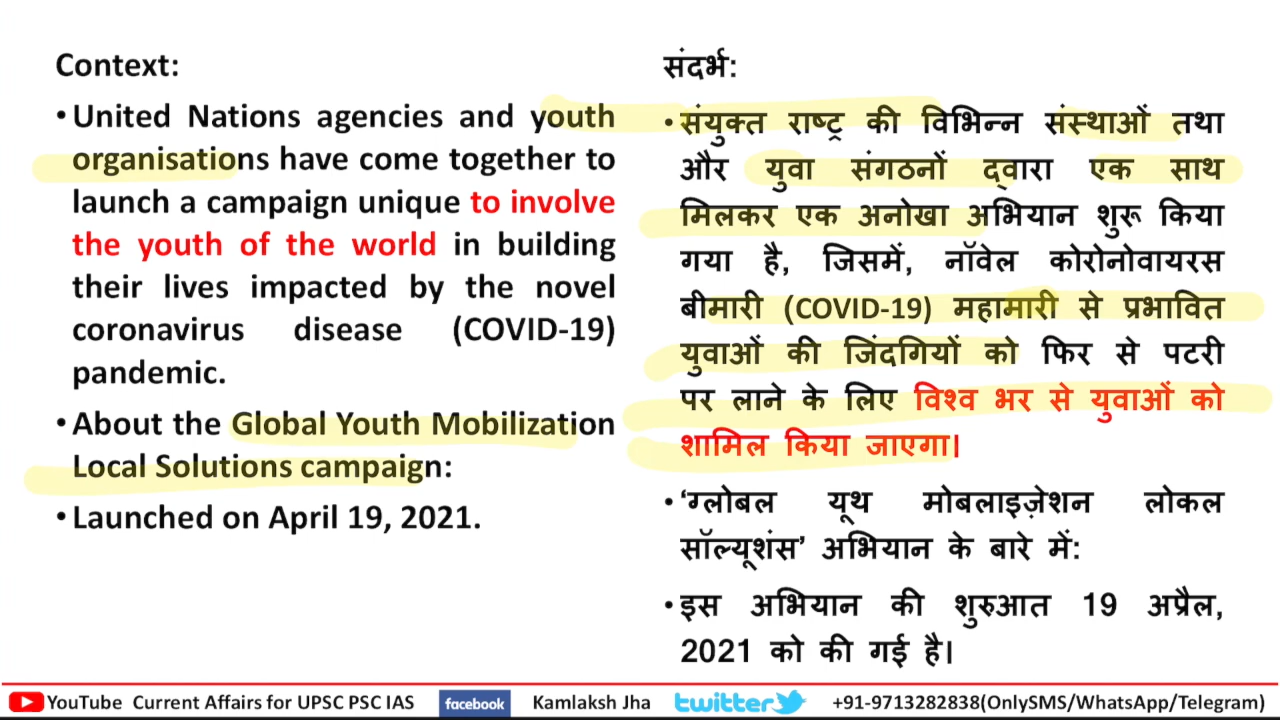 Context:
• United Nations agencies and youth
organisations have come together to
launch a campaign unique to involve
the youth of the world in building
their lives impacted by the novel
coronavirus disease (COVID-19)
pandemic.
• About the Global Youth Mobilization
Local Solutions campaign:
• Launched on April 19, 2021.
संदर्भ:
• संयुक्त राष्ट्र की विभिन्न संस्थाओं तथा
और युवा संगठनों द्वारा एक साथ
मिलकर एक अनोखा अभियान शुरू किया
गया है, जिसमें, नॉवेल कोरोनोवायरस
बीमारी (COVID-19) महामारी से प्रभावित
युवाओं की जिंदगियों को फिर से पटरी
पर लाने के लिए विश्व भर से युवाओं को
शामिल किया जाएगा।
• ‘ग्लोबल यूथ मोबलाइज़ेशन लोकल
सॉल्यूशंस’ अभियान के बारे में:
• इस अभियान की शुरुआत 19 अप्रैल,
2021 को की गई है।
YouTube Current Affairs for UPSC PSC IAS facebook Kamlaksh Jha twitter +91-9713282838(OnlySMS/WhatsApp/Telegram)